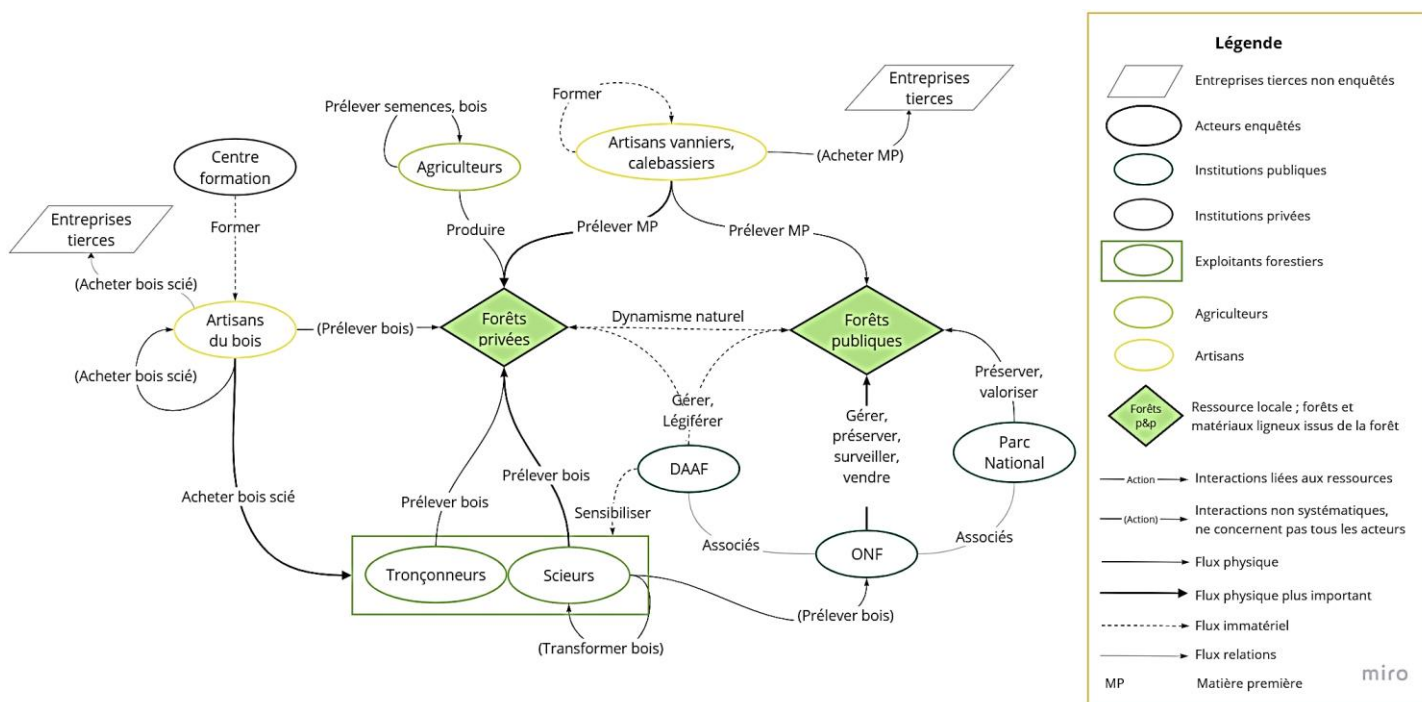 Entreprises
tierces
Former
Prélever semences, bois
Artisans vanniers,
calebassiers
(Acheter MP)
Centre
formation
Agriculteurs
Entreprises
tierces
Former
Produire
Prélever MP
Prélever MP
(Acheter bois scié)
Artisans
du bois
(Prélever bois)
Forêts
privées
Dynamisme naturel
Forêts
publiques
(Acheter bois scié)
Préserver,
valoriser
Gérer,
Légiférer
Gérer,
préserver,
surveiller,
vendre
Parc
National
DAAF
Prélever bois
Acheter bois scié
Prélever bois
Sensibiliser
Associés
Associés
Tronçonneurs
Scieurs
ONF
(Prélever bois)
(Transformer bois)
Légende
Entreprises tierces non enquêtés
Acteurs enquêtés
Institutions publiques
Institutions privées
Exploitants forestiers
Agriculteurs
Artisans
Forêts
p&p
Ressource locale ; forêts et
matériaux ligneux issus de la forêt
Action
Interactions liées aux ressources
(Action)
Interactions non systématiques,
ne concernent pas tous les acteurs
Flux physique
Flux physique plus important
Flux immatériel
Flux relations
MP
Matière première
miro